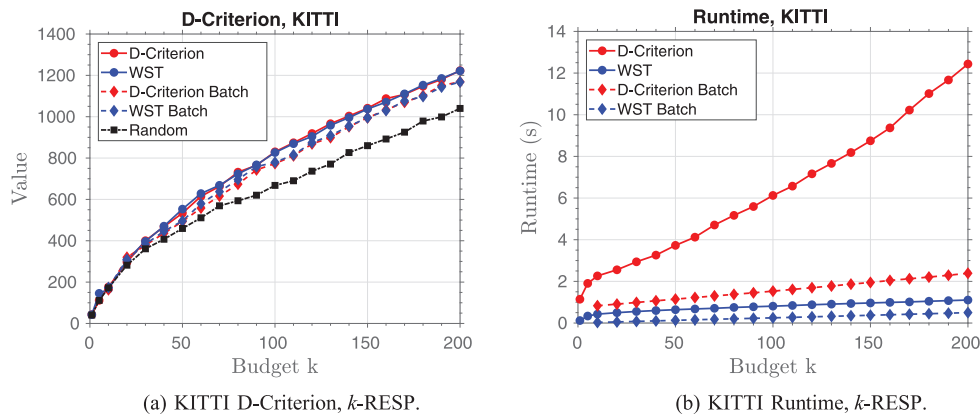 D-Criterion, KITTI
1400
1200
1000
800
600
400
200
0
Value
D-Criterion
WST
D-Criterion Batch
WST Batch
Random
0 50 100 150 200
Budget k
(a) KITTI D-Criterion, k-RESP.
Runtime, KITTI
14
12
10
8
6
4
2
0
Runtime (s)
D-Criterion
WST
D-Criterion Batch
WST Batch
0 50 100 150 200
Budget k
(b) KITTI Runtime, k-RESP.